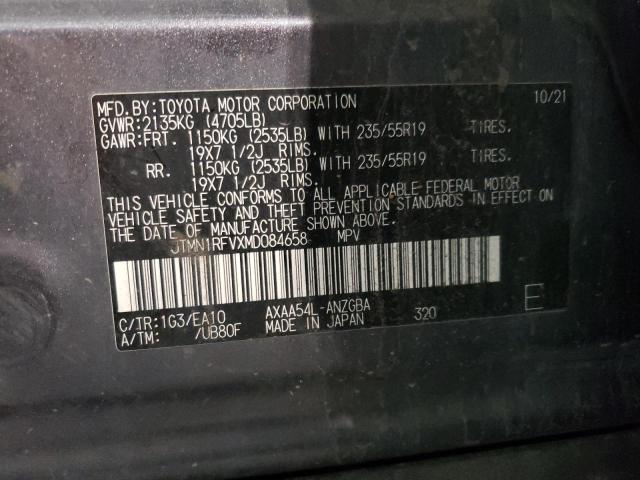 MFD. BY: TOYOTA MOTOR CORPORATION 10/21
GVWR: 2135KG (4705LB)
GAWR: FRT. 1150KG (2535LB) WITH 235/55R19 TIRES.
19X7 1/2J RIMS.
RR. 1150KG (2535LB) WITH 235/55R19 TIRES.
19X7 1/2J RIMS.
THIS VEHICLE CONFORMS TO ALL APPLICABLE FEDERAL MOTOR
VEHICLE SAFETY AND THEFT PREVENTION STANDARDS IN EFFECT ON
THE DATE OF MANUFACTURE SHOWN ABOVE.
JTMN1RFVXMD084658 MPV
C/TR: 1G3/EA10 AXAA54L-ANZGBA 320 E
A/TM: /UB80F MADE IN JAPAN